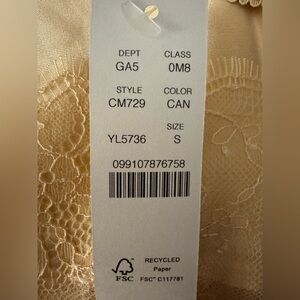 DEPT CLASS
GA5 0M8
STYLE COLOR
CM729 CAN
SIZE
YL5736 S
099107876758
RECYCLED
Paper
FSC FSC® C117781